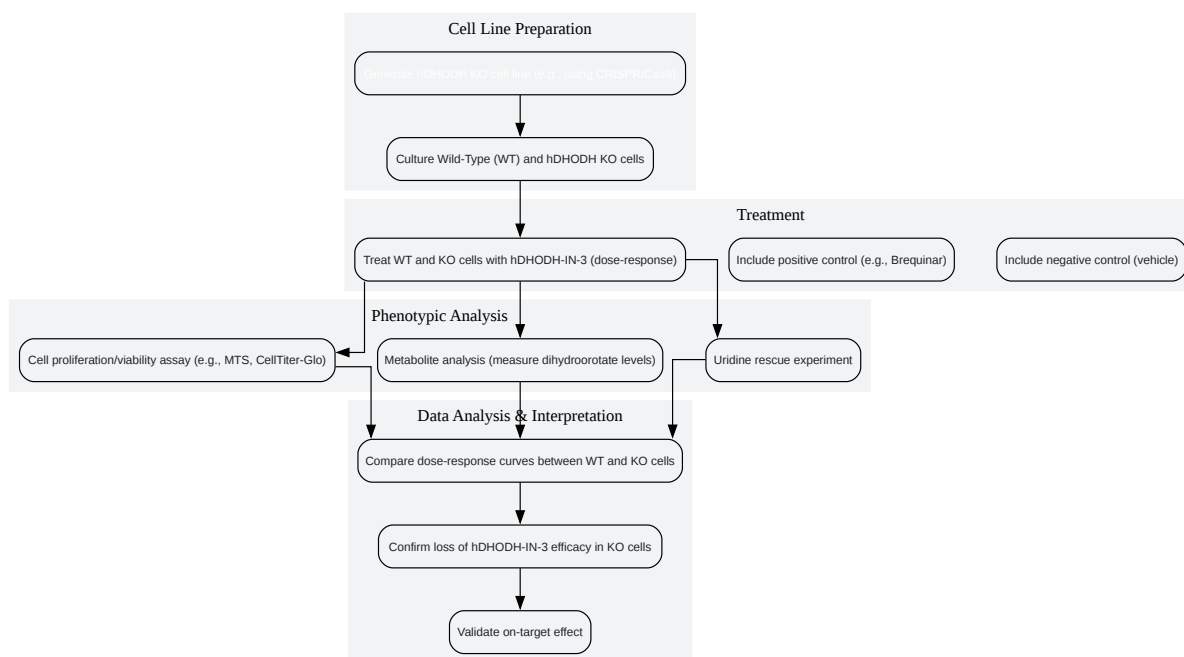 Cell Line Preparation
Generate hDHODH KO cell line (e.g., using CRISPR/Cas9)
Culture Wild-Type (WT) and hDHODH KO cells
Treatment
Treat WT and KO cells with hDHODH-IN-3 (dose-response)
Include positive control (e.g., Brequinar)
Include negative control (vehicle)
Phenotypic Analysis
Cell proliferation/viability assay (e.g., MTS, CellTiter-Glo)
Metabolite analysis (measure dihydroorotate levels)
Uridine rescue experiment
Data Analysis & Interpretation
Compare dose-response curves between WT and KO cells
Confirm loss of hDHODH-IN-3 efficacy in KO cells
Validate on-target effect